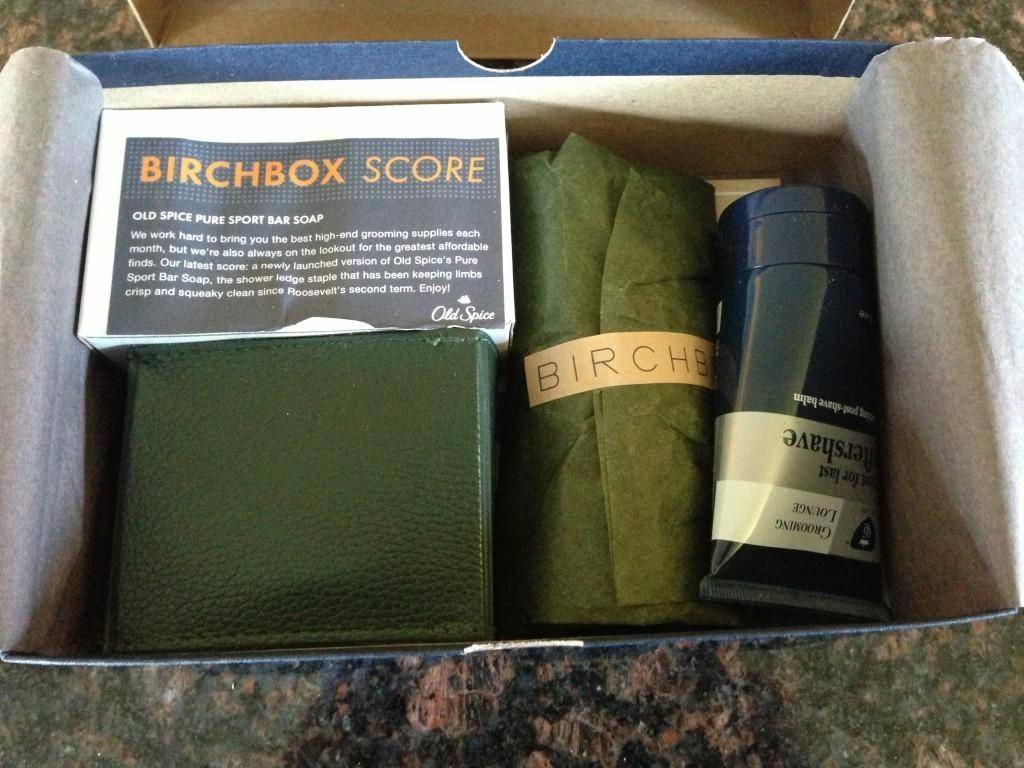 BIRCHBOX SCORE
OLD SPICE PURE SPORT BAR SOAP
We work hard to bring you the best high-end grooming supplies each
month, but we're also always on the lookout for the greatest affordable
finds. Our latest score: a newly launched version of Old Spice's Pure
Sport Bar Soap, the shower ledge staple that has been keeping limbs
crisp and squeaky clean since Roosevelt's second term. Enjoy!
Old Spice
BIRCHB
GROOMING
LOUNGE
for last
ftershave
post-shave balm